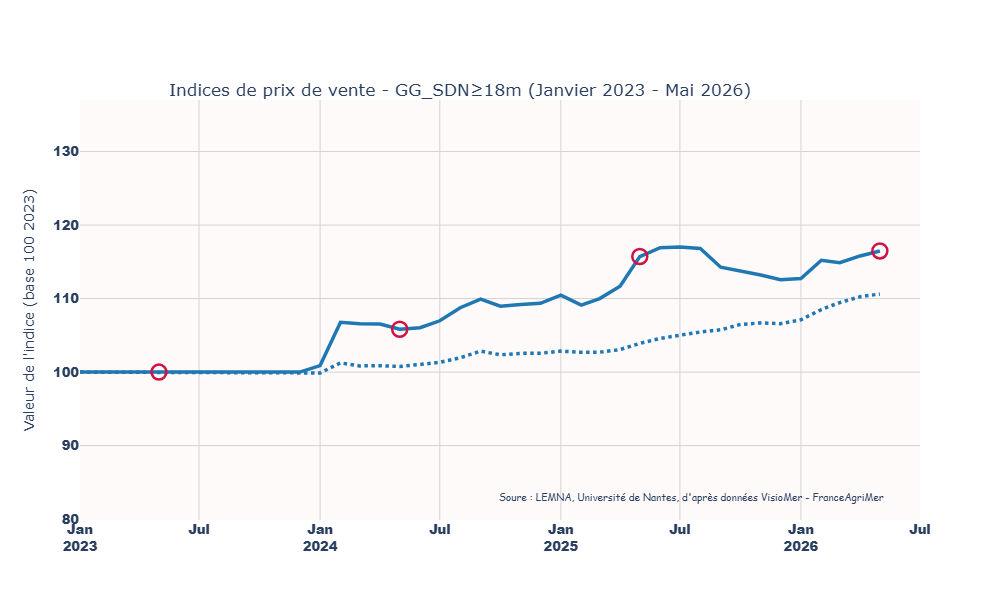 Indices de prix de vente - GG_SDN≥18m (Janvier 2023 - Mai 2026)
Valeur de l'indice (base 100 2023)
130
120
110
100
90
80
Soure : LEMNA, Université de Nantes, d'après données VisioMer - FranceAgriMer
Jan Jul Jan Jul Jan Jul Jan Jul
2023 2024 2025 2026